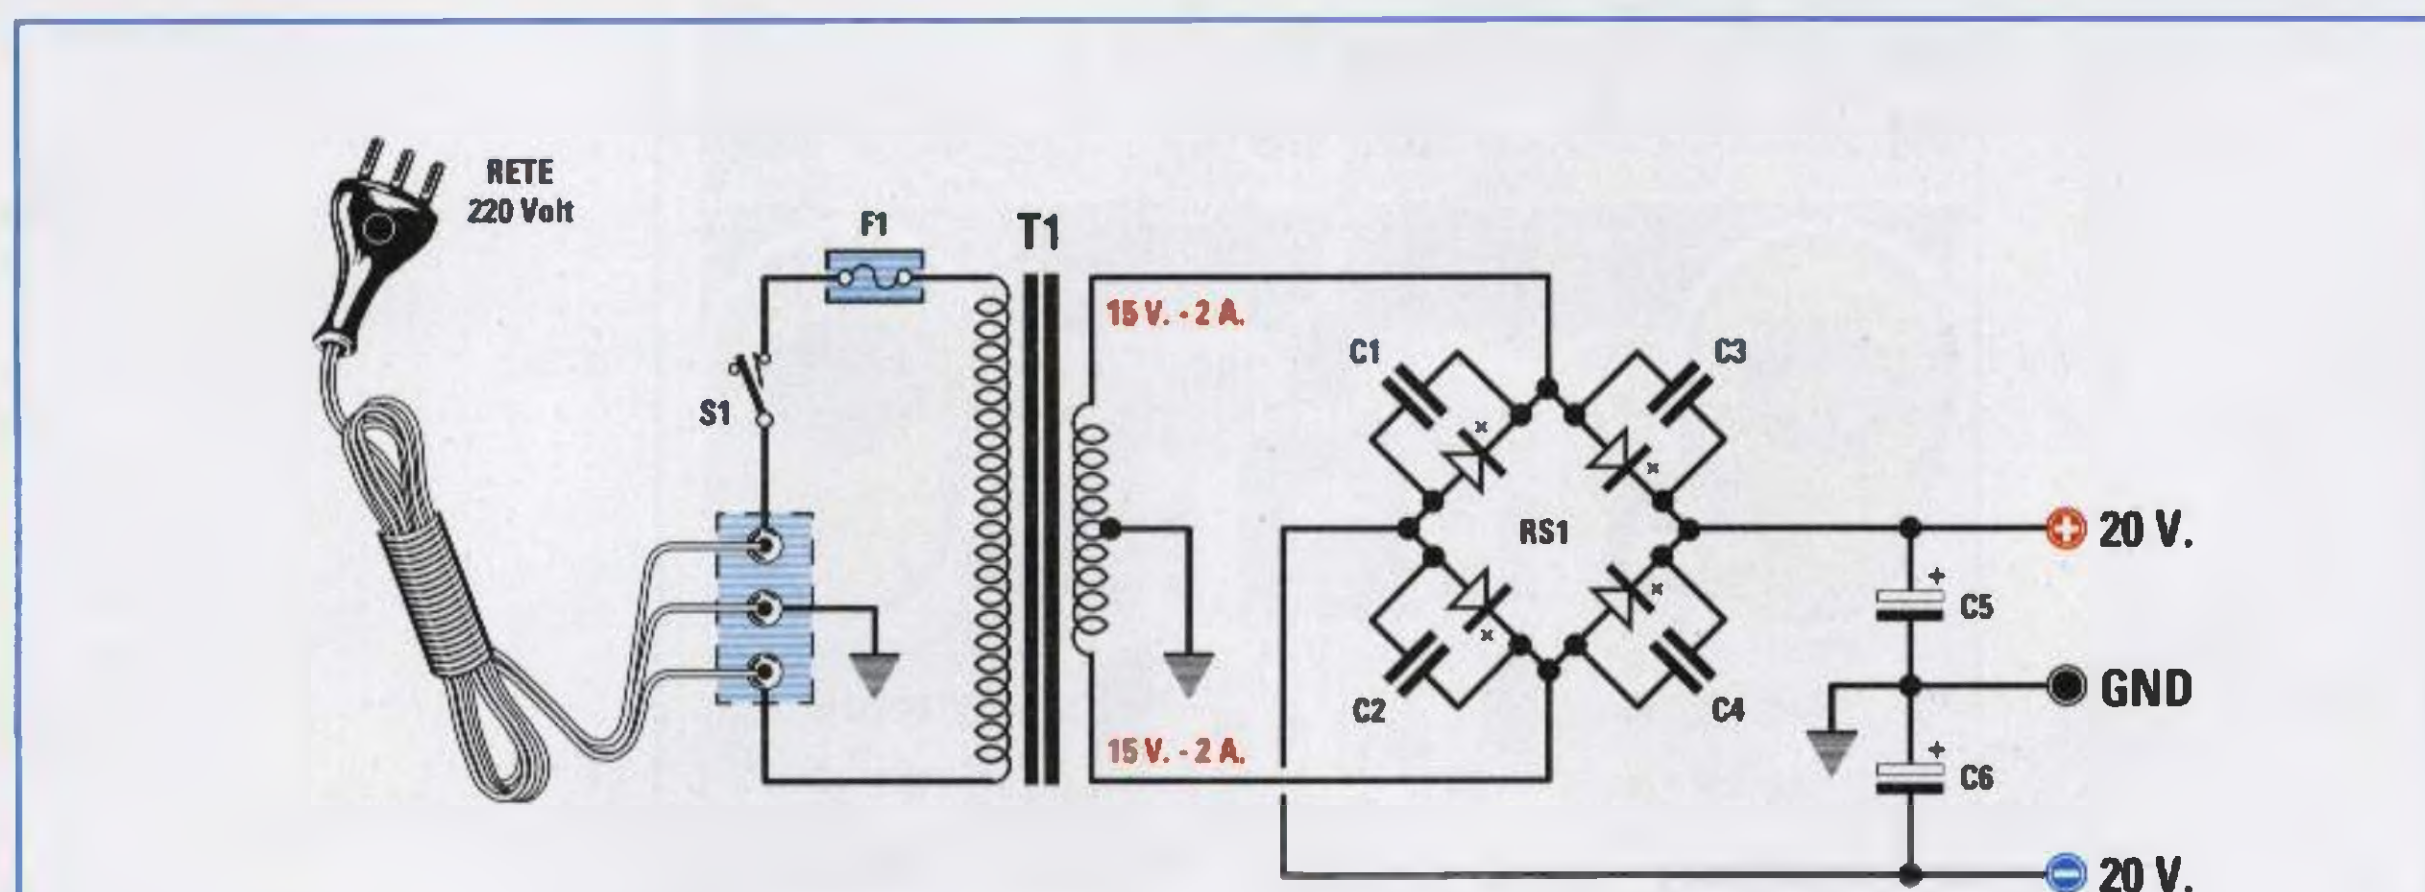 RETE
220 Volt
F1
T1
15 V. - 2 A.
C1
C3
S1
RS1
+ 20 V.
+
C5
C2
C4
GND
15 V. - 2 A.
+
C6
- 20 V.